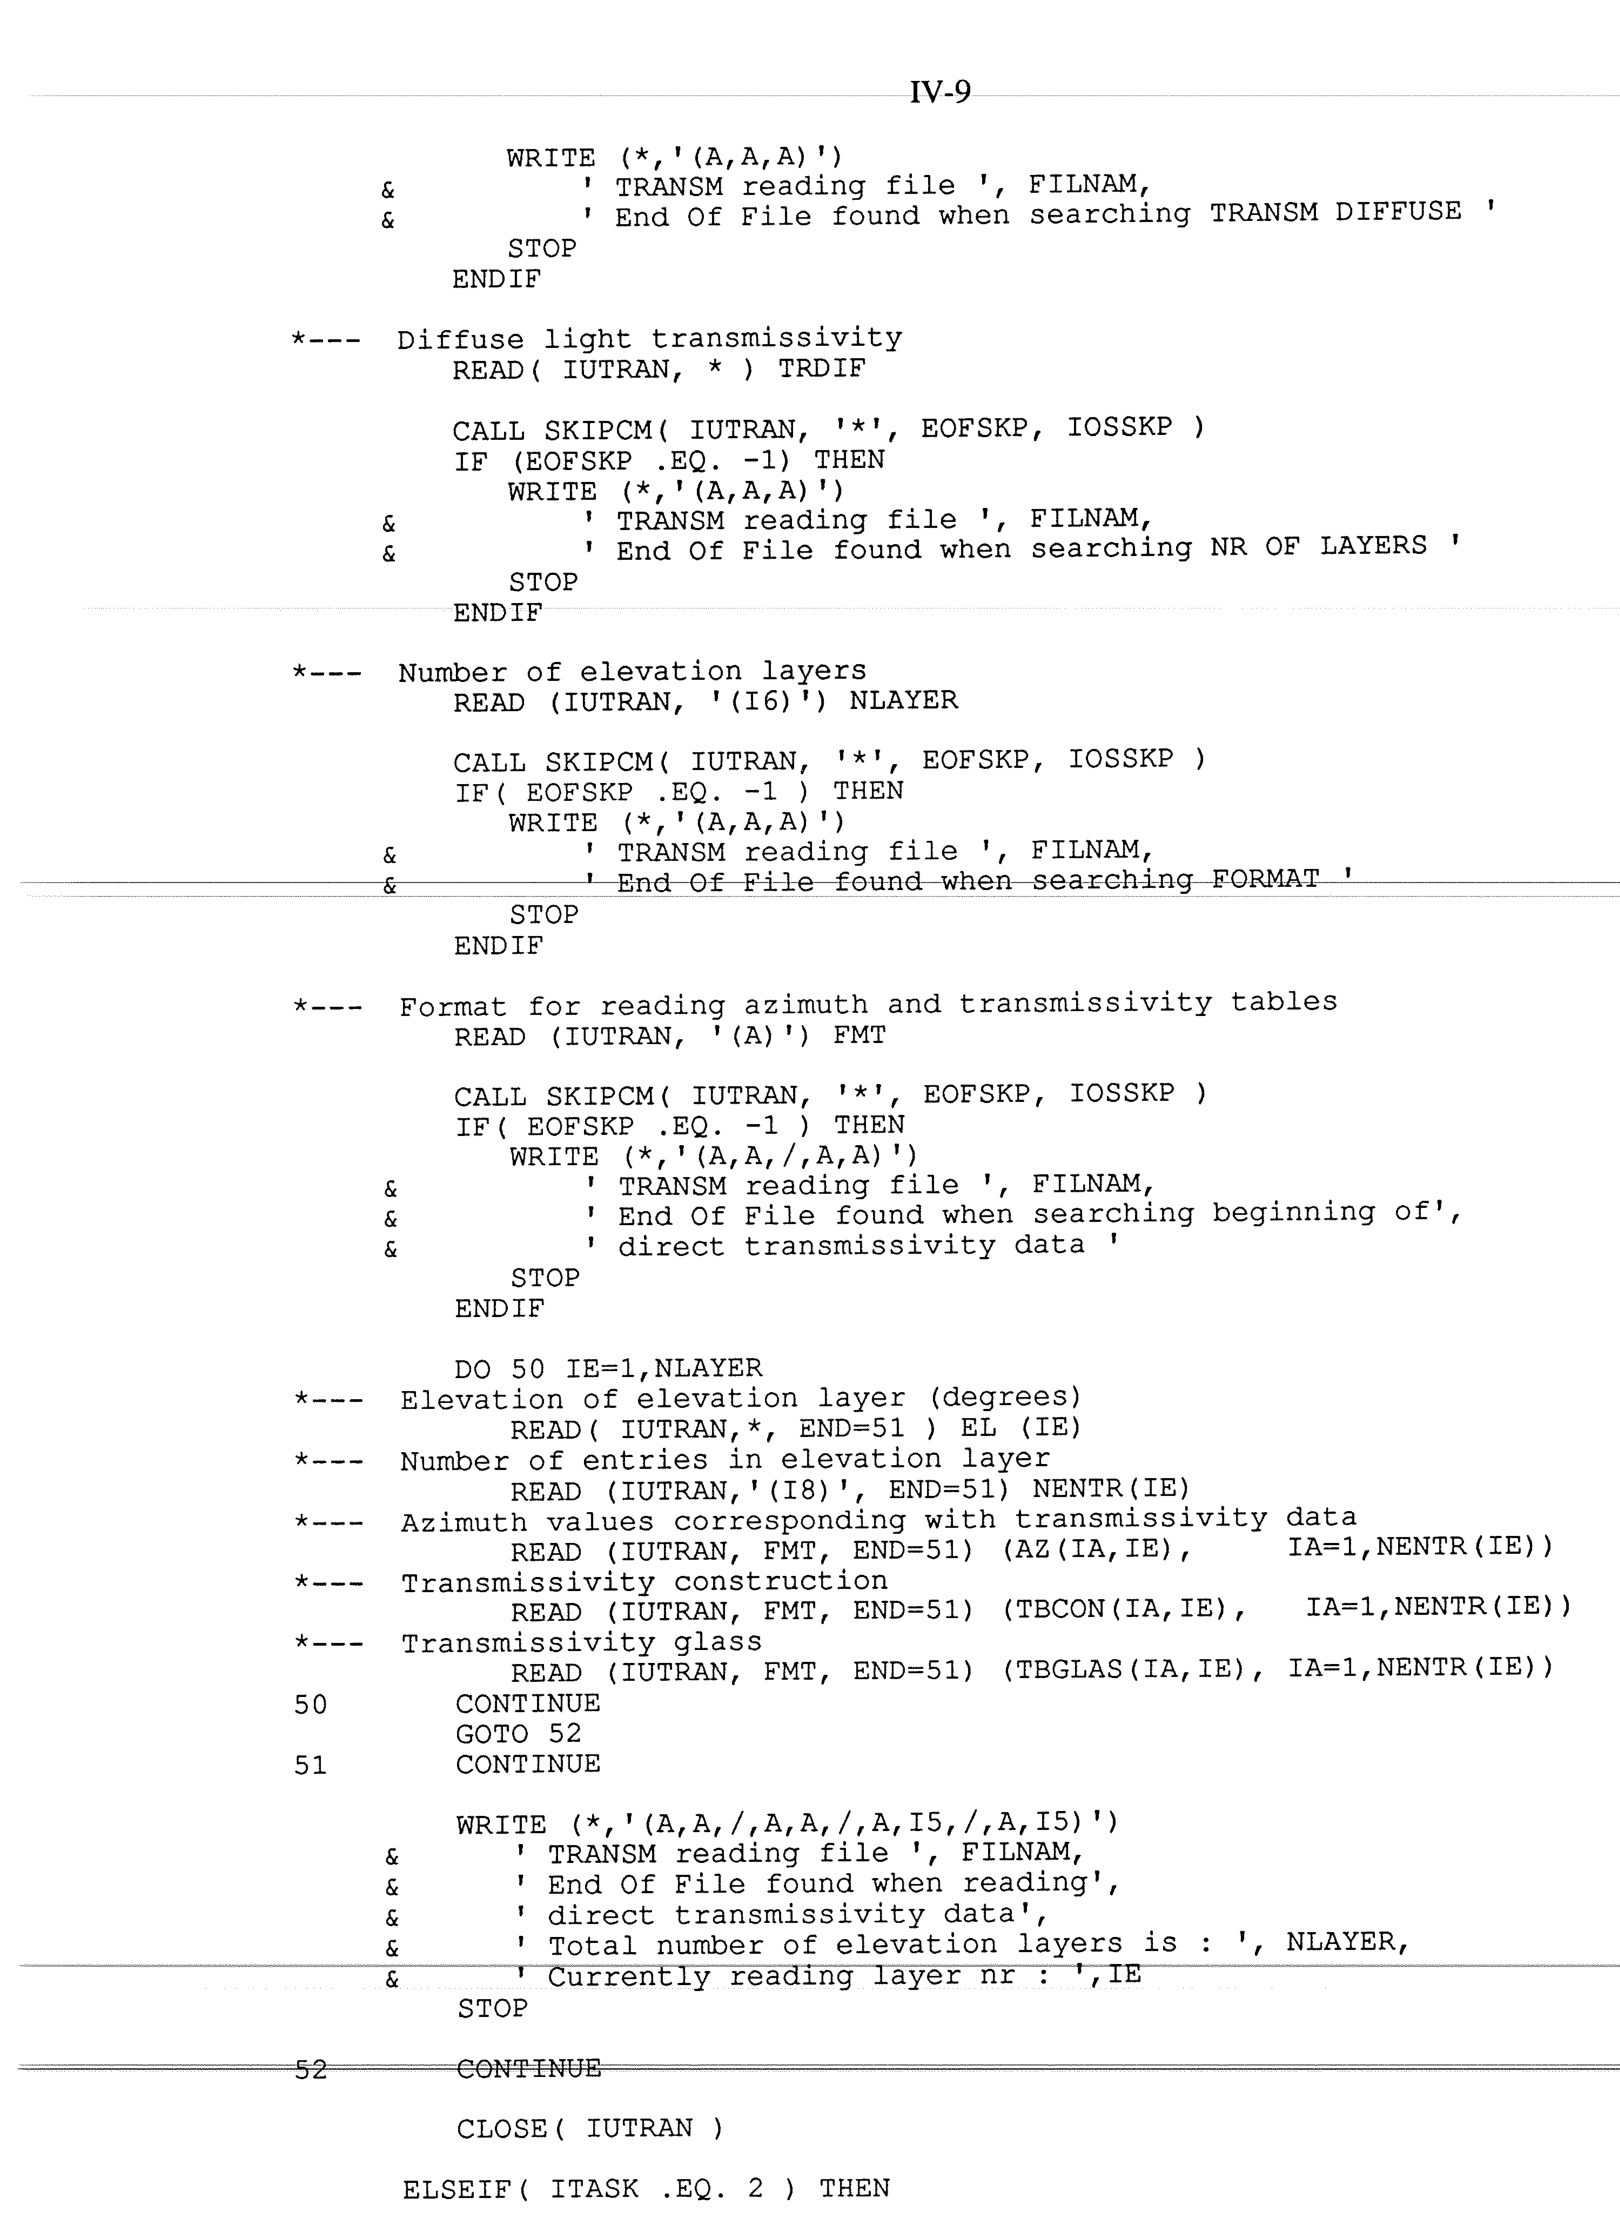 IV-9
WRITE (*,'(A,A,A)')
& ' TRANSM reading file ', FILNAM,
& ' End Of File found when searching TRANSM DIFFUSE '
STOP
ENDIF
*--- Diffuse light transmissivity
READ( IUTRAN, * ) TRDIF
CALL SKIPCM( IUTRAN, '*', EOFSKP, IOSSKP )
IF (EOFSKP .EQ. -1) THEN
WRITE (*,'(A,A,A)')
& ' TRANSM reading file ', FILNAM,
& ' End Of File found when searching NR OF LAYERS '
STOP
ENDIF
*--- Number of elevation layers
READ (IUTRAN, '(I6)') NLAYER
CALL SKIPCM( IUTRAN, '*', EOFSKP, IOSSKP )
IF( EOFSKP .EQ. -1 ) THEN
WRITE (*,'(A,A,A)')
& ' TRANSM reading file ', FILNAM,
& ' End Of File found when searching FORMAT '
STOP
ENDIF
*--- Format for reading azimuth and transmissivity tables
READ (IUTRAN, '(A)') FMT
CALL SKIPCM( IUTRAN, '*', EOFSKP, IOSSKP )
IF( EOFSKP .EQ. -1 ) THEN
WRITE (*,'(A,A,/,A,A)')
& ' TRANSM reading file ', FILNAM,
& ' End Of File found when searching beginning of',
& ' direct transmissivity data '
STOP
ENDIF
DO 50 IE=1,NLAYER
*--- Elevation of elevation layer (degrees)
READ( IUTRAN,*, END=51 ) EL (IE)
*--- Number of entries in elevation layer
READ (IUTRAN,'(I8)', END=51) NENTR(IE)
*--- Azimuth values corresponding with transmissivity data
READ (IUTRAN, FMT, END=51) (AZ(IA,IE), IA=1,NENTR(IE))
*--- Transmissivity construction
READ (IUTRAN, FMT, END=51) (TBCON(IA,IE), IA=1,NENTR(IE))
*--- Transmissivity glass
READ (IUTRAN, FMT, END=51) (TBGLAS(IA,IE), IA=1,NENTR(IE))
50 CONTINUE
GOTO 52
51 CONTINUE
WRITE (*,'(A,A,/,A,A,/,A,I5,/,A,I5)')
& ' TRANSM reading file ', FILNAM,
& ' End Of File found when reading',
& ' direct transmissivity data',
& ' Total number of elevation layers is : ', NLAYER,
& ' Currently reading layer nr : ',IE
STOP
52 CONTINUE
CLOSE( IUTRAN )
ELSEIF( ITASK .EQ. 2 ) THEN